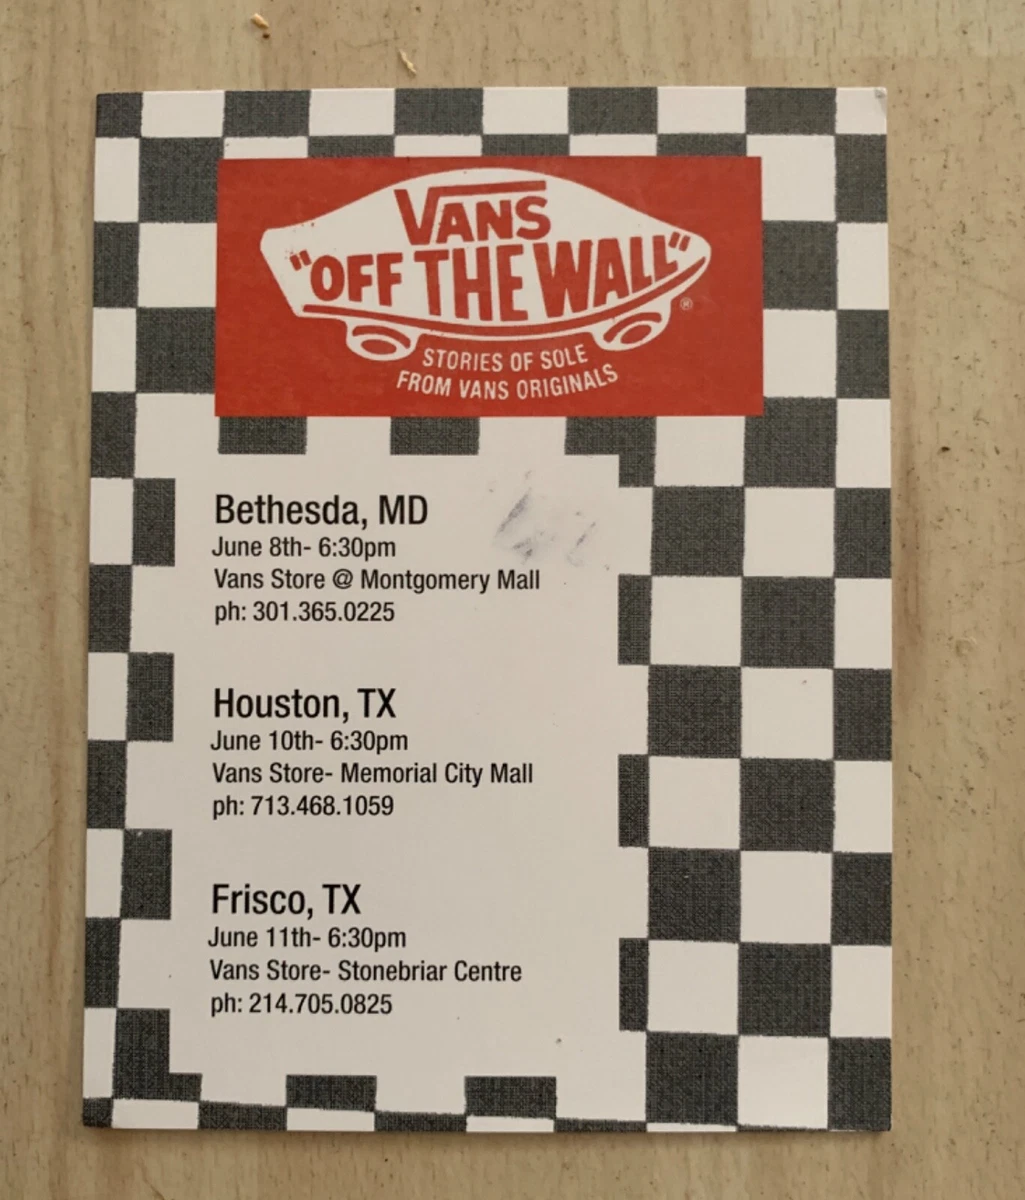 VANS
"OFF THE WALL"
®
STORIES OF SOLE
FROM VANS ORIGINALS
Bethesda, MD
June 8th- 6:30pm
Vans Store @ Montgomery Mall
ph: 301.365.0225
Houston, TX
June 10th- 6:30pm
Vans Store- Memorial City Mall
ph: 713.468.1059
Frisco, TX
June 11th- 6:30pm
Vans Store- Stonebriar Centre
ph: 214.705.0825